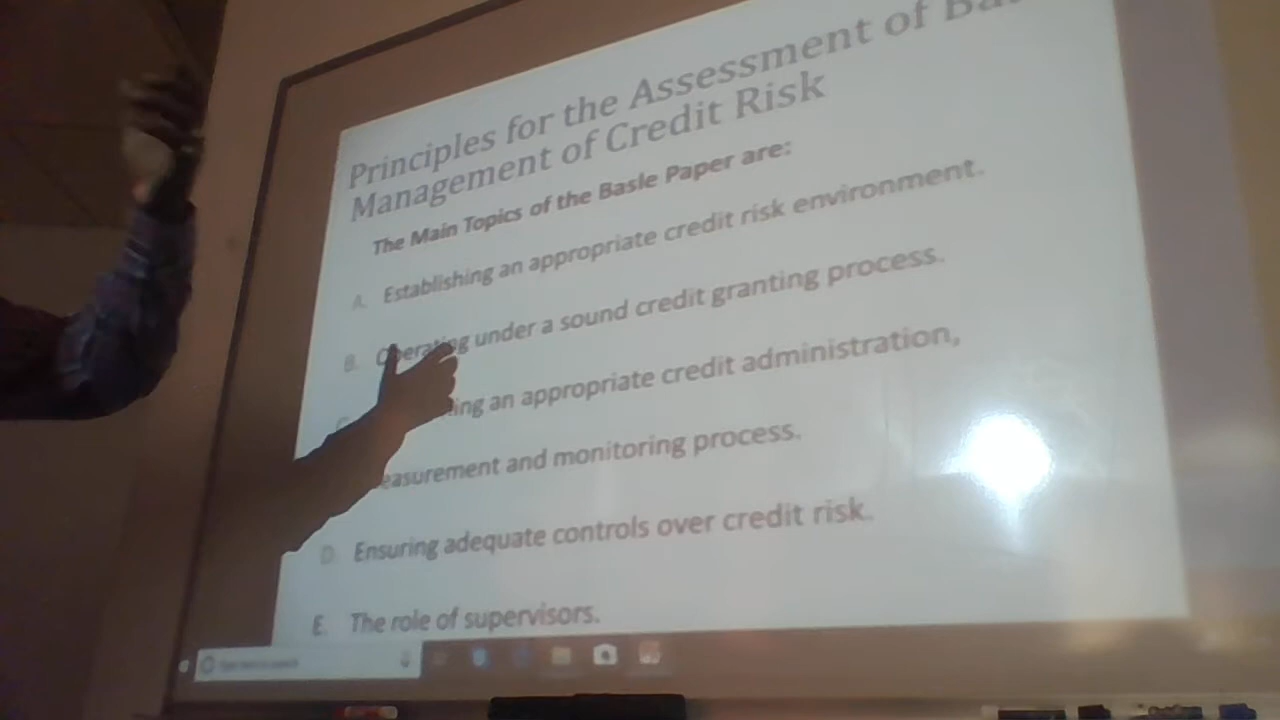 Principles for the Assessment of
Management of Credit Risk
The Main Topics of the Basle Paper are:
A. Establishing an appropriate credit risk environment.
B. Operating under a sound credit granting process.
an appropriate credit administration,
measurement and monitoring process.
D. Ensuring adequate controls over credit risk.
E. The role of supervisors.